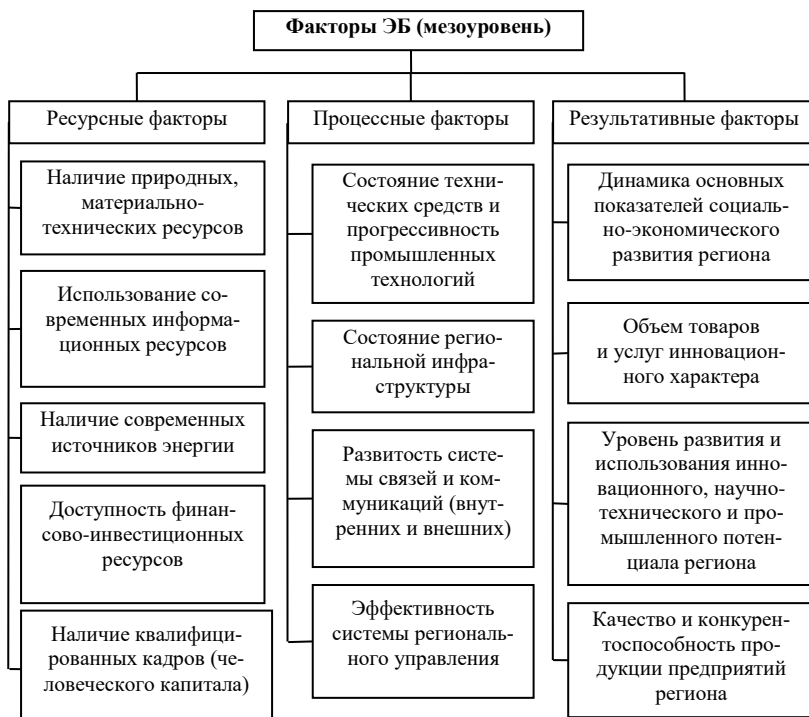 Факторы ЭБ (мезоуровень)
Ресурсные факторы
Наличие природных,
материально-
технических ресурсов
Использование со-
временных информа-
ционных ресурсов
Наличие современных
источников энергии
Доступность финан-
сово-инвестиционных
ресурсов
Наличие квалифици-
рованных кадров (че-
ловеческого капитала)
Процессные факторы
Состояние техни-
ческих средств и
прогрессивность
промышленных
технологий
Состояние регио-
нальной инфра-
структуры
Развитость систе-
мы связей и ком-
муникаций (внут-
ренних и внешних)
Эффективность
системы региональ-
ного управления
Результативные факторы
Динамика основных
показателей социаль-
но-экономического
развития региона
Объем товаров
и услуг инновацион-
ного характера
Уровень развития и
использования инно-
вационного, научно-
технического и про-
мышленного потен-
циала региона
Качество и конкурен-
тоспособность про-
дукции предприятий
региона